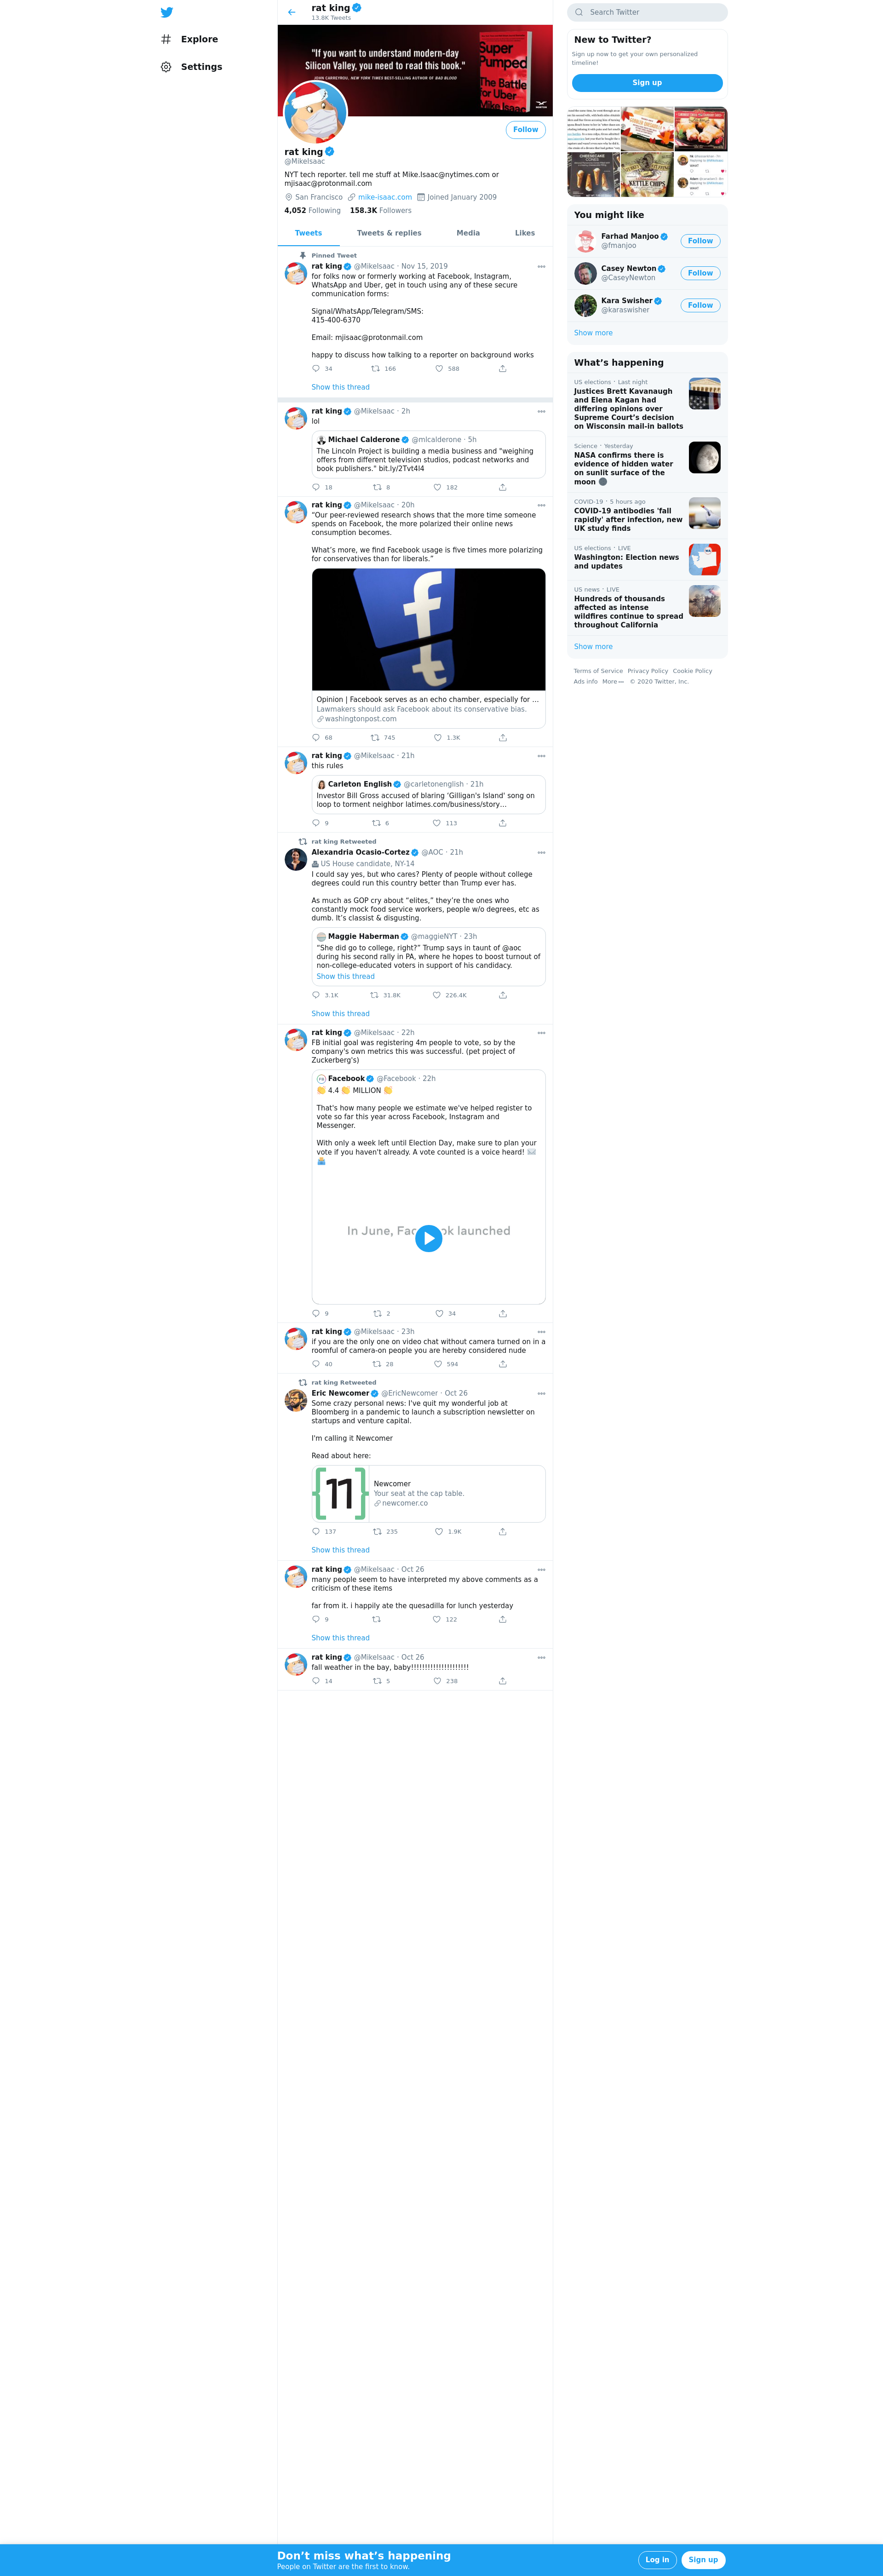 Explore
Settings
rat king
13.8K Tweets
"If you want to understand modern-day
Silicon Valley, you need to read this book."
JOHN CARREYROU, NEW YORK TIMES BEST-SELLING AUTHOR OF BAD BLOOD
Super
Pumped
The Battle
for Uber
Mike Isaac
Follow
rat king
@MikeIsaac
NYT tech reporter. tell me stuff at Mike.Isaac@nytimes.com or
mjisaac@protonmail.com
San Francisco mike-isaac.com Joined January 2009
4,052 Following 158.3K Followers
Tweets Tweets & replies Media Likes
Pinned Tweet
rat king @MikeIsaac · Nov 15, 2019
for folks now or formerly working at Facebook, Instagram,
WhatsApp and Uber, get in touch using any of these secure
communication forms:
Signal/WhatsApp/Telegram/SMS:
415-400-6370
Email: mjisaac@protonmail.com
happy to discuss how talking to a reporter on background works
34 166 588
Show this thread
rat king @MikeIsaac · 2h
lol
Michael Calderone @mlcalderone · 5h
The Lincoln Project is building a media business and "weighing
offers from different television studios, podcast networks and
book publishers." bit.ly/2Tvt4l4
18 8 182
rat king @MikeIsaac · 20h
“Our peer-reviewed research shows that the more time someone
spends on Facebook, the more polarized their online news
consumption becomes.
What’s more, we find Facebook usage is five times more polarizing
for conservatives than for liberals.”
Opinion | Facebook serves as an echo chamber, especially for ...
Lawmakers should ask Facebook about its conservative bias.
washingtonpost.com
68 745 1.3K
rat king @MikeIsaac · 21h
this rules
Carleton English @carletonenglish · 21h
Investor Bill Gross accused of blaring ‘Gilligan's Island' song on
loop to torment neighbor latimes.com/business/story…
9 6 113
rat king Retweeted
Alexandria Ocasio-Cortez @AOC · 21h
US House candidate, NY-14
I could say yes, but who cares? Plenty of people without college
degrees could run this country better than Trump ever has.
As much as GOP cry about “elites,” they’re the ones who
constantly mock food service workers, people w/o degrees, etc as
dumb. It’s classist & disgusting.
Maggie Haberman @maggieNYT · 23h
“She did go to college, right?” Trump says in taunt of @aoc
during his second rally in PA, where he hopes to boost turnout of
non-college-educated voters in support of his candidacy.
Show this thread
3.1K 31.8K 226.4K
Show this thread
rat king @MikeIsaac · 22h
FB initial goal was registering 4m people to vote, so by the
company's own metrics this was successful. (pet project of
Zuckerberg's)
Facebook @Facebook · 22h
👏 4.4 👏 MILLION 👏
That's how many people we estimate we've helped register to
vote so far this year across Facebook, Instagram and
Messenger.
With only a week left until Election Day, make sure to plan your
vote if you haven't already. A vote counted is a voice heard!
In June, Facebook launched
9 2 34
rat king @MikeIsaac · 23h
if you are the only one on video chat without camera turned on in a
roomful of camera-on people you are hereby considered nude
40 28 594
rat king Retweeted
Eric Newcomer @EricNewcomer · Oct 26
Some crazy personal news: I've quit my wonderful job at
Bloomberg in a pandemic to launch a subscription newsletter on
startups and venture capital.
I'm calling it Newcomer
Read about here:
{11}
Newcomer
Your seat at the cap table.
newcomer.co
137 235 1.9K
Show this thread
rat king @MikeIsaac · Oct 26
many people seem to have interpreted my above comments as a
criticism of these items
far from it. i happily ate the quesadilla for lunch yesterday
9 122
Show this thread
rat king @MikeIsaac · Oct 26
fall weather in the bay, baby!!!!!!!!!!!!!!!!!!!!!
14 5 238
Search Twitter
New to Twitter?
Sign up now to get your own personalized
timeline!
Sign up
KETTLE CHIPS
You might like
Farhad Manjoo
@fmanjoo
Follow
Casey Newton
@CaseyNewton
Follow
Kara Swisher
@karaswisher
Follow
Show more
What’s happening
US elections · Last night
Justices Brett Kavanaugh
and Elena Kagan had
differing opinions over
Supreme Court’s decision
on Wisconsin mail-in ballots
Science · Yesterday
NASA confirms there is
evidence of hidden water
on sunlit surface of the
moon 🌑
COVID-19 · 5 hours ago
COVID-19 antibodies 'fall
rapidly' after infection, new
UK study finds
US elections · LIVE
Washington: Election news
and updates
US news · LIVE
Hundreds of thousands
affected as intense
wildfires continue to spread
throughout California
Show more
Terms of Service Privacy Policy Cookie Policy
Ads info More © 2020 Twitter, Inc.
Don’t miss what’s happening
People on Twitter are the first to know.
Log in
Sign up